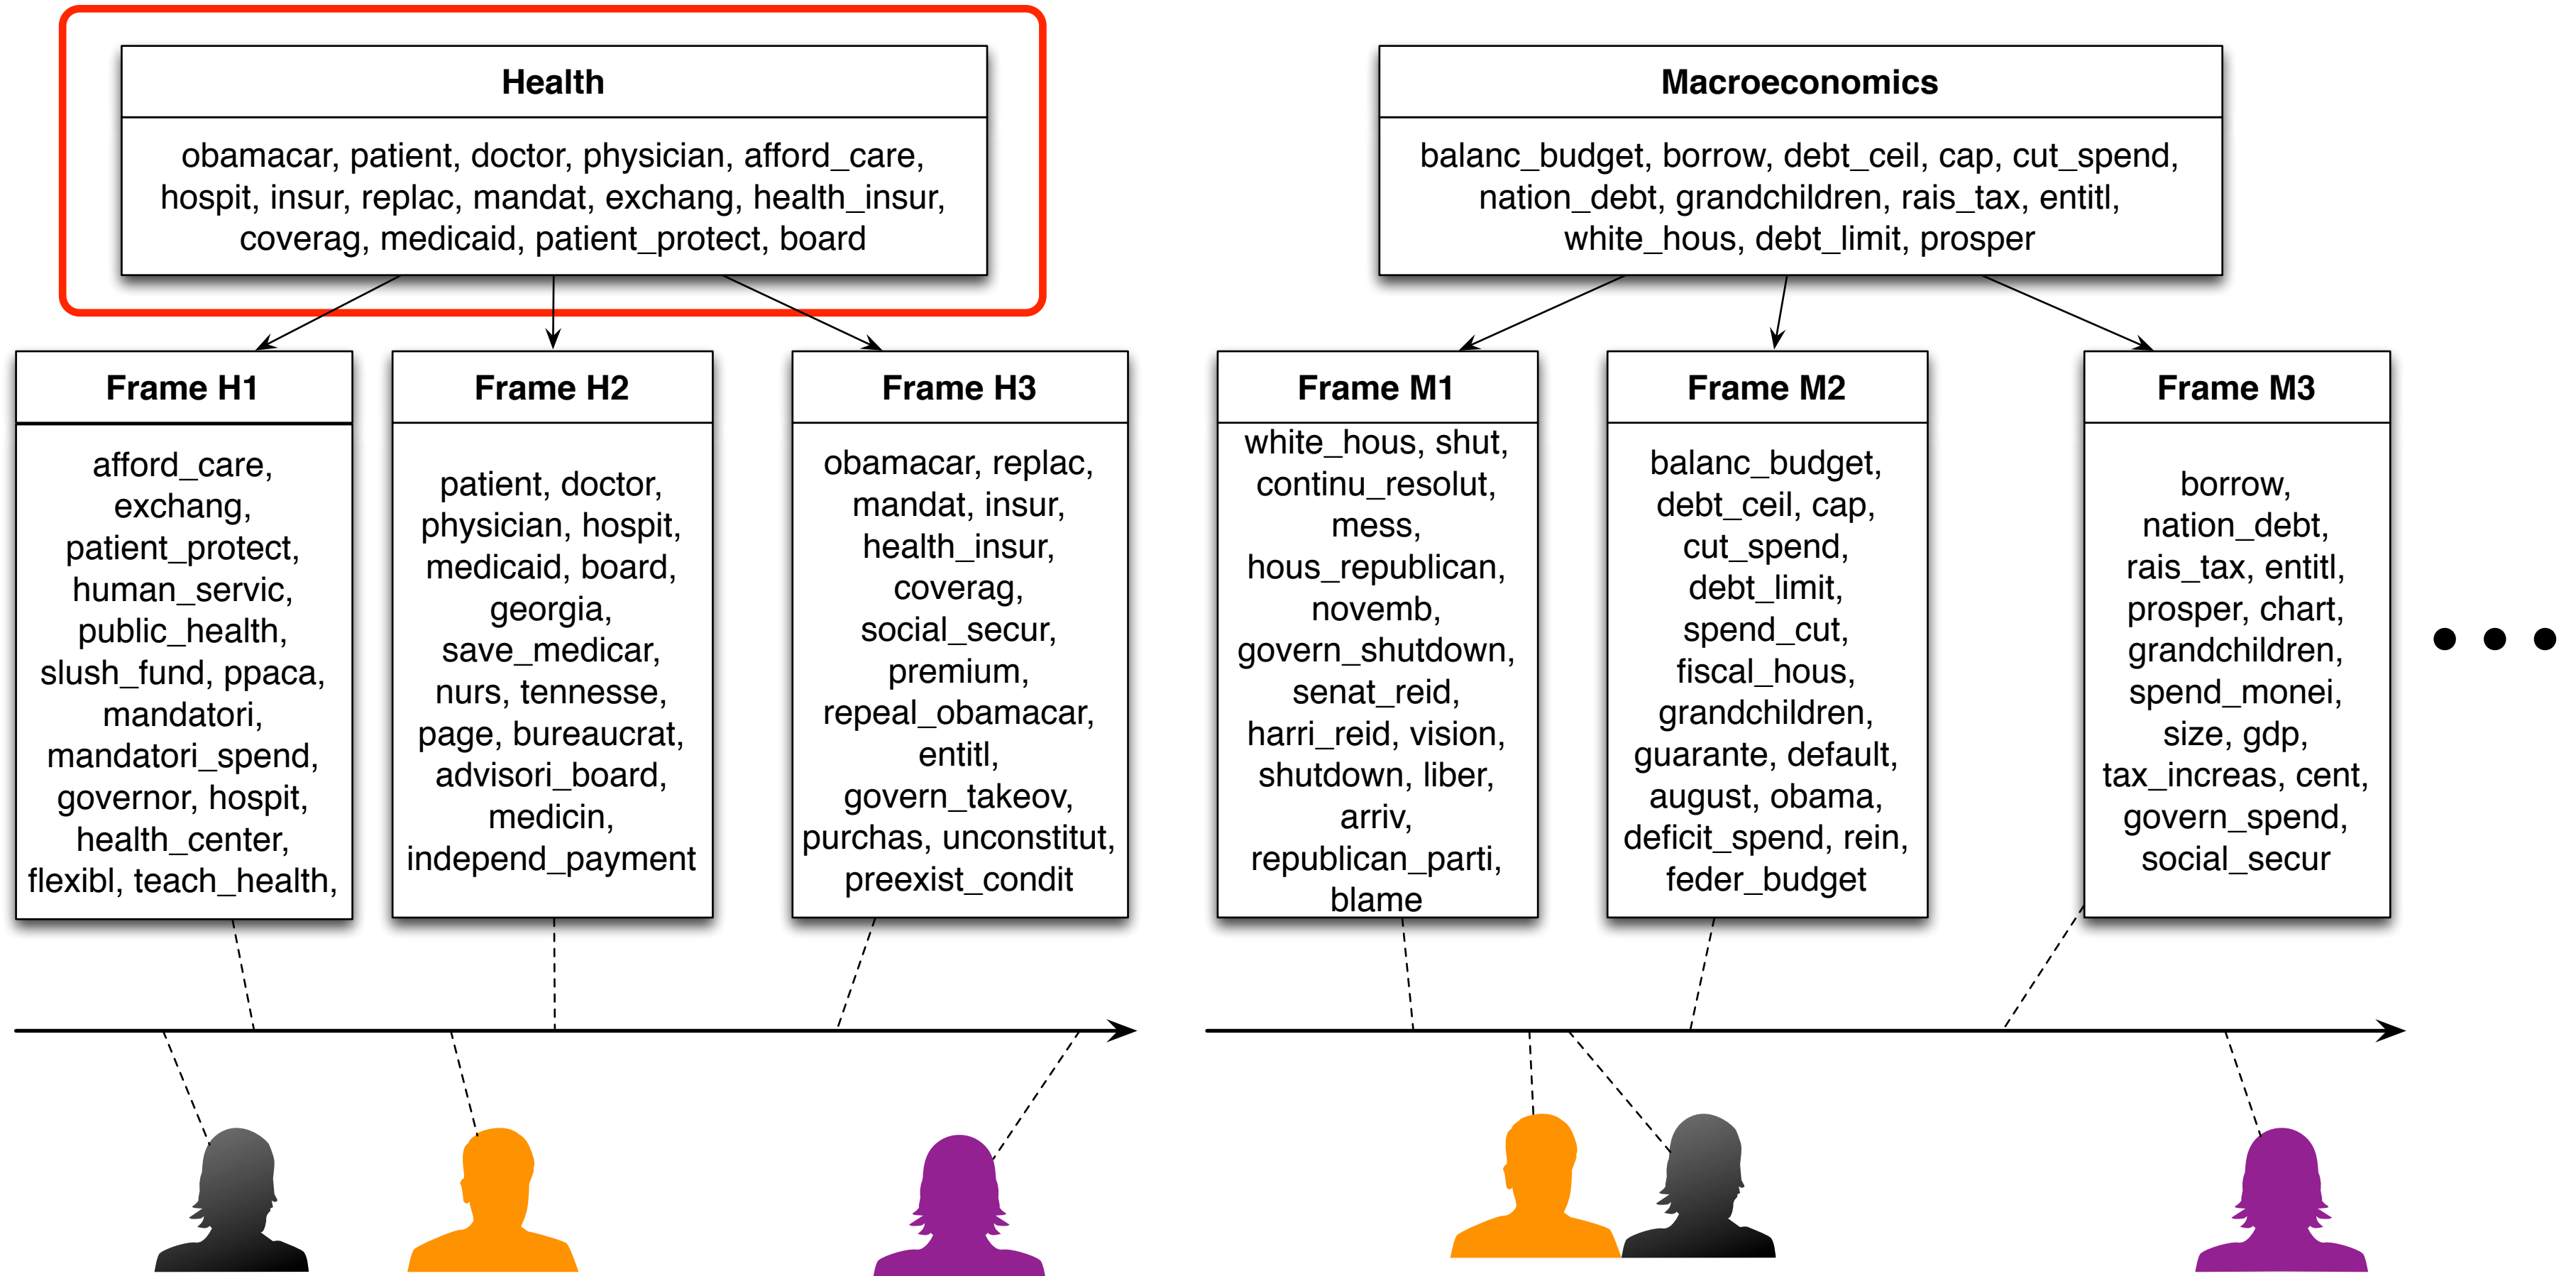 Health
obamacar, patient, doctor, physician, afford_care,
hospit, insur, replac, mandat, exchang, health_insur,
coverag, medicaid, patient_protect, board
Macroeconomics
balanc_budget, borrow, debt_ceil, cap, cut_spend,
nation_debt, grandchildren, rais_tax, entitl,
white_hous, debt_limit, prosper
Frame H1
afford_care,
exchang,
patient_protect,
human_servic,
public_health,
slush_fund, ppaca,
mandatori,
mandatori_spend,
governor, hospit,
health_center,
flexibl, teach_health,
Frame H2
patient, doctor,
physician, hospit,
medicaid, board,
georgia,
save_medicar,
nurs, tennesse,
page, bureaucrat,
advisori_board,
medicin,
independ_payment
Frame H3
obamacar, replac,
mandat, insur,
health_insur,
coverag,
social_secur,
premium,
repeal_obamacar,
entitl,
govern_takeov,
purchas, unconstitut,
preexist_condit
Frame M1
white_hous, shut,
continu_resolut,
mess,
hous_republican,
novemb,
govern_shutdown,
senat_reid,
harri_reid, vision,
shutdown, liber,
arriv,
republican_parti,
blame
Frame M2
balanc_budget,
debt_ceil, cap,
cut_spend,
debt_limit,
spend_cut,
fiscal_hous,
grandchildren,
guarante, default,
august, obama,
deficit_spend, rein,
feder_budget
Frame M3
borrow,
nation_debt,
rais_tax, entitl,
prosper, chart,
grandchildren,
spend_monei,
size, gdp,
tax_increas, cent,
govern_spend,
social_secur